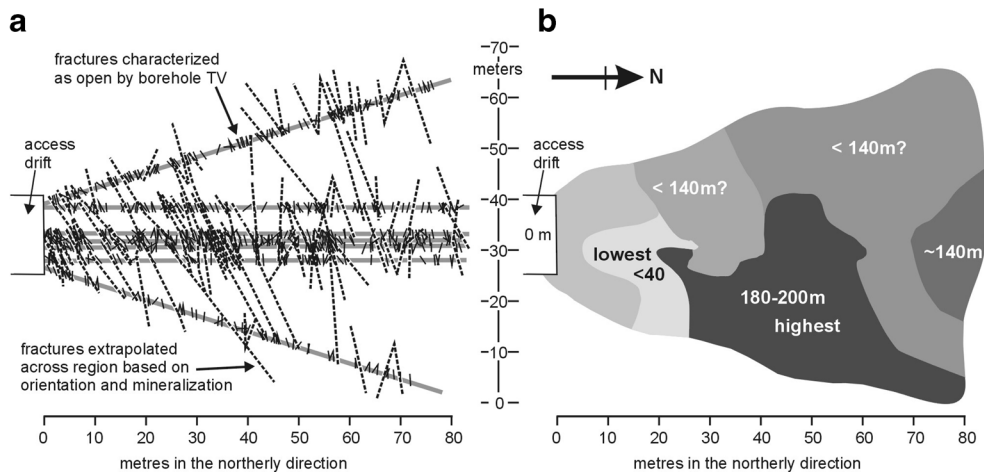 a
fractures characterized
as open by borehole TV
access
drift
fractures extrapolated
across region based on
orientation and mineralization
0 10 20 30 40 50 60 70 80
metres in the northerly direction
70
meters
60
50
40
30
20
10
0
b
N
access
drift
0 m
< 140m?
< 140m?
~140m
lowest
<40
180-200m
highest
0 10 20 30 40 50 60 70 80
metres in the northerly direction